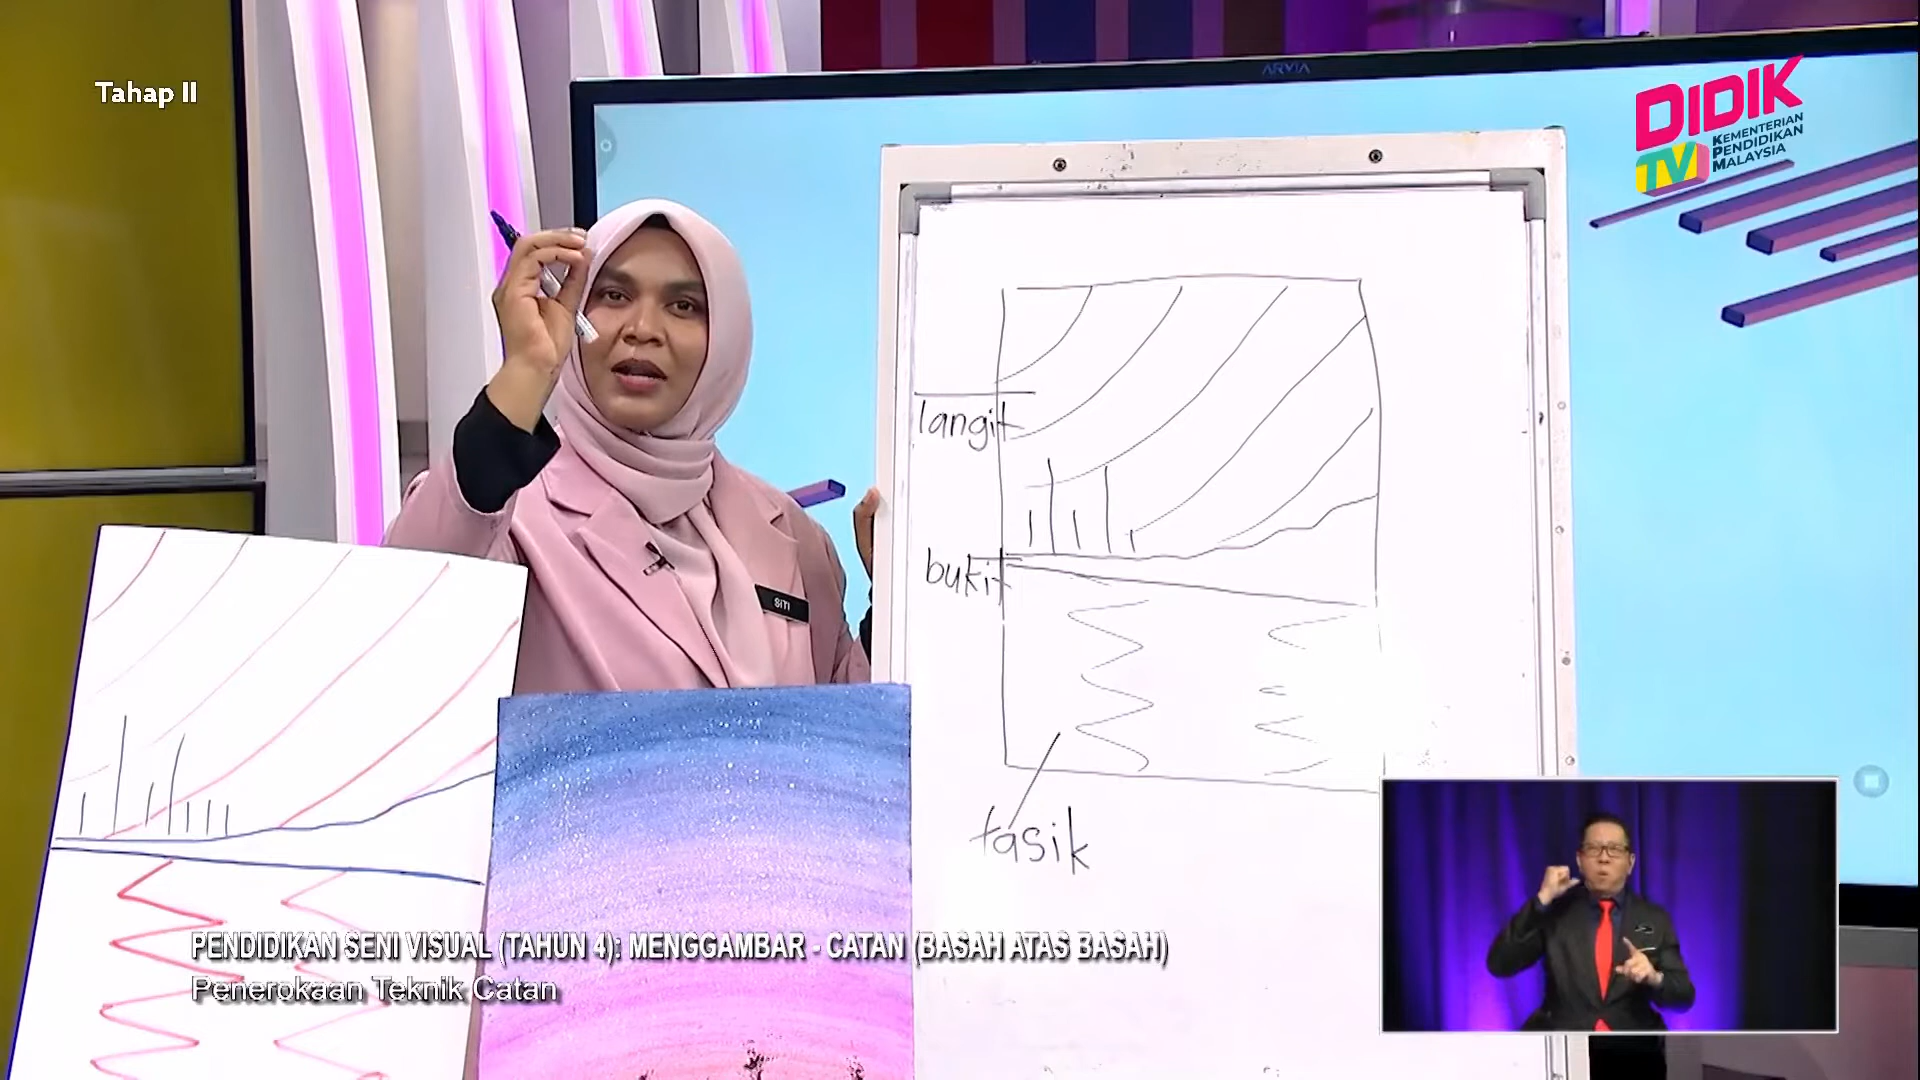 Tahap II
ARVIA
DIDIK
TV
KEMENTERIAN
PENDIDIKAN
MALAYSIA
langit
bukit
SITI
tasik
PENDIDIKAN SENI VISUAL (TAHUN 4): MENGGAMBAR - CATAN (BASAH ATAS BASAH)
Penerokaan Teknik Catan